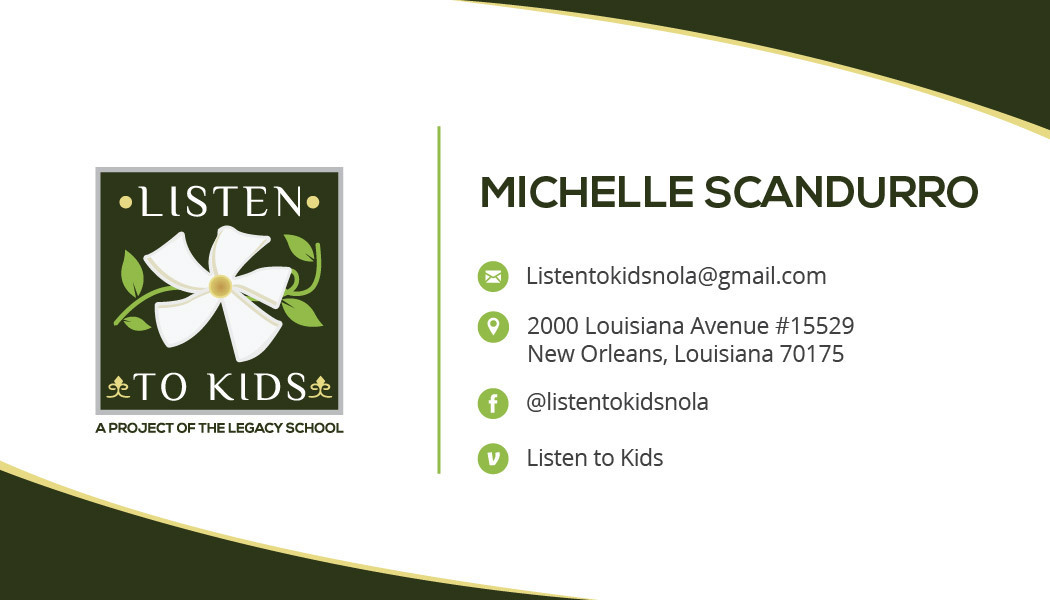 LISTEN
TO KIDS
A PROJECT OF THE LEGACY SCHOOL
MICHELLE SCANDURRO
Listentokidsnola@gmail.com
2000 Louisiana Avenue #15529
New Orleans, Louisiana 70175
@listentokidsnola
Listen to Kids